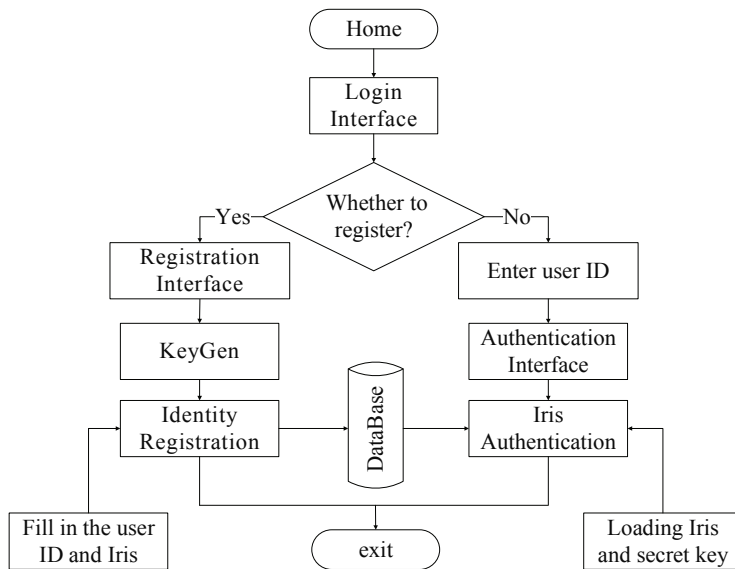 Home
Login
Interface
Whether to
register?
Yes
No
Registration
Interface
Enter user ID
KeyGen
Authentication
Interface
Identity
Registration
DataBase
Iris
Authentication
Fill in the user
ID and Iris
exit
Loading Iris
and secret key